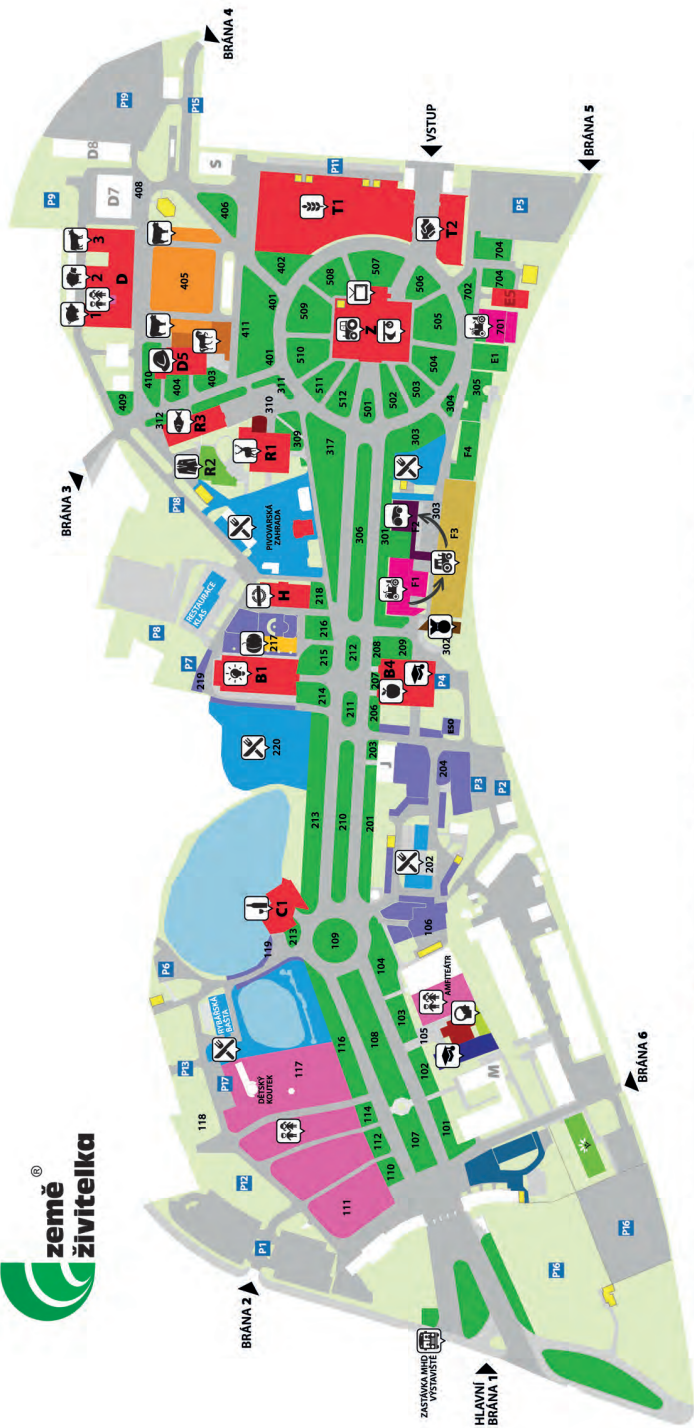 země
živitelka
®
BRÁNA 4
P19
P15
D8
S
P9
D7
408
406
P11
VSTUP
BRÁNA 5
T1
T2
P5
3
2
1
D
405
402
411
401
401
508
507
509
506
702
704
704
E5
Z
505
701
510
504
E1
D5
410
404
403
409
312
R3
311
310
309
R1
R2
511
512
501
502
503
304
305
BRÁNA 3
P18
317
303
F4
PIVOVARSKÁ
ZAHRADA
306
301
F2
303
F3
F1
RESTAURACE
KLAS
P8
H
218
217
216
P7
219
B1
215
212
208
209
307
214
211
207
B4
206
P4
220
203
ESO
J
204
P3
P2
213
210
201
202
C1
213
119
109
104
106
P6
RYBÁŘSKÁ
BAŠTA
AMFITEÁTR
P13
P17
116
108
103
105
117
DĚTSKÝ
KOUTEK
102
M
118
114
112
110
107
101
BRÁNA 6
P12
111
P1
BRÁNA 2
P16
P16
ZASTÁVKA MHD
VÝSTAVIŠTĚ
HLAVNÍ
BRÁNA 1